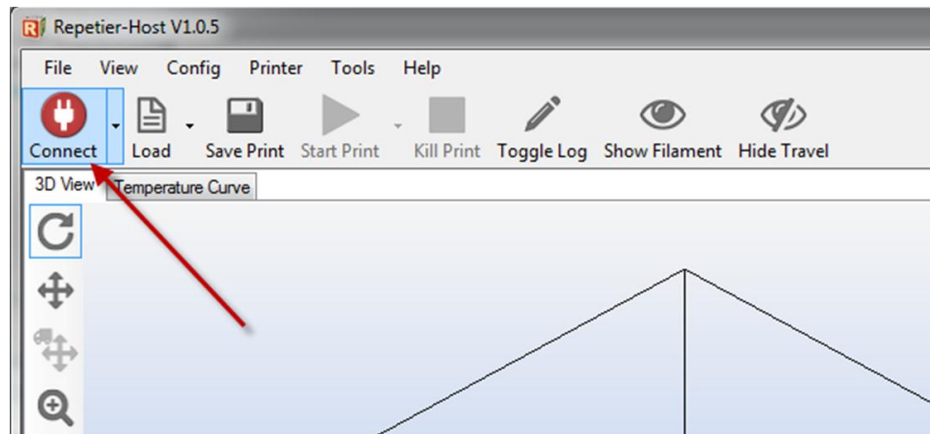 Repetier-Host V1.0.5
File View Config Printer Tools Help
Connect Load Save Print Start Print Kill Print Toggle Log Show Filament Hide Travel
3D View Temperature Curve